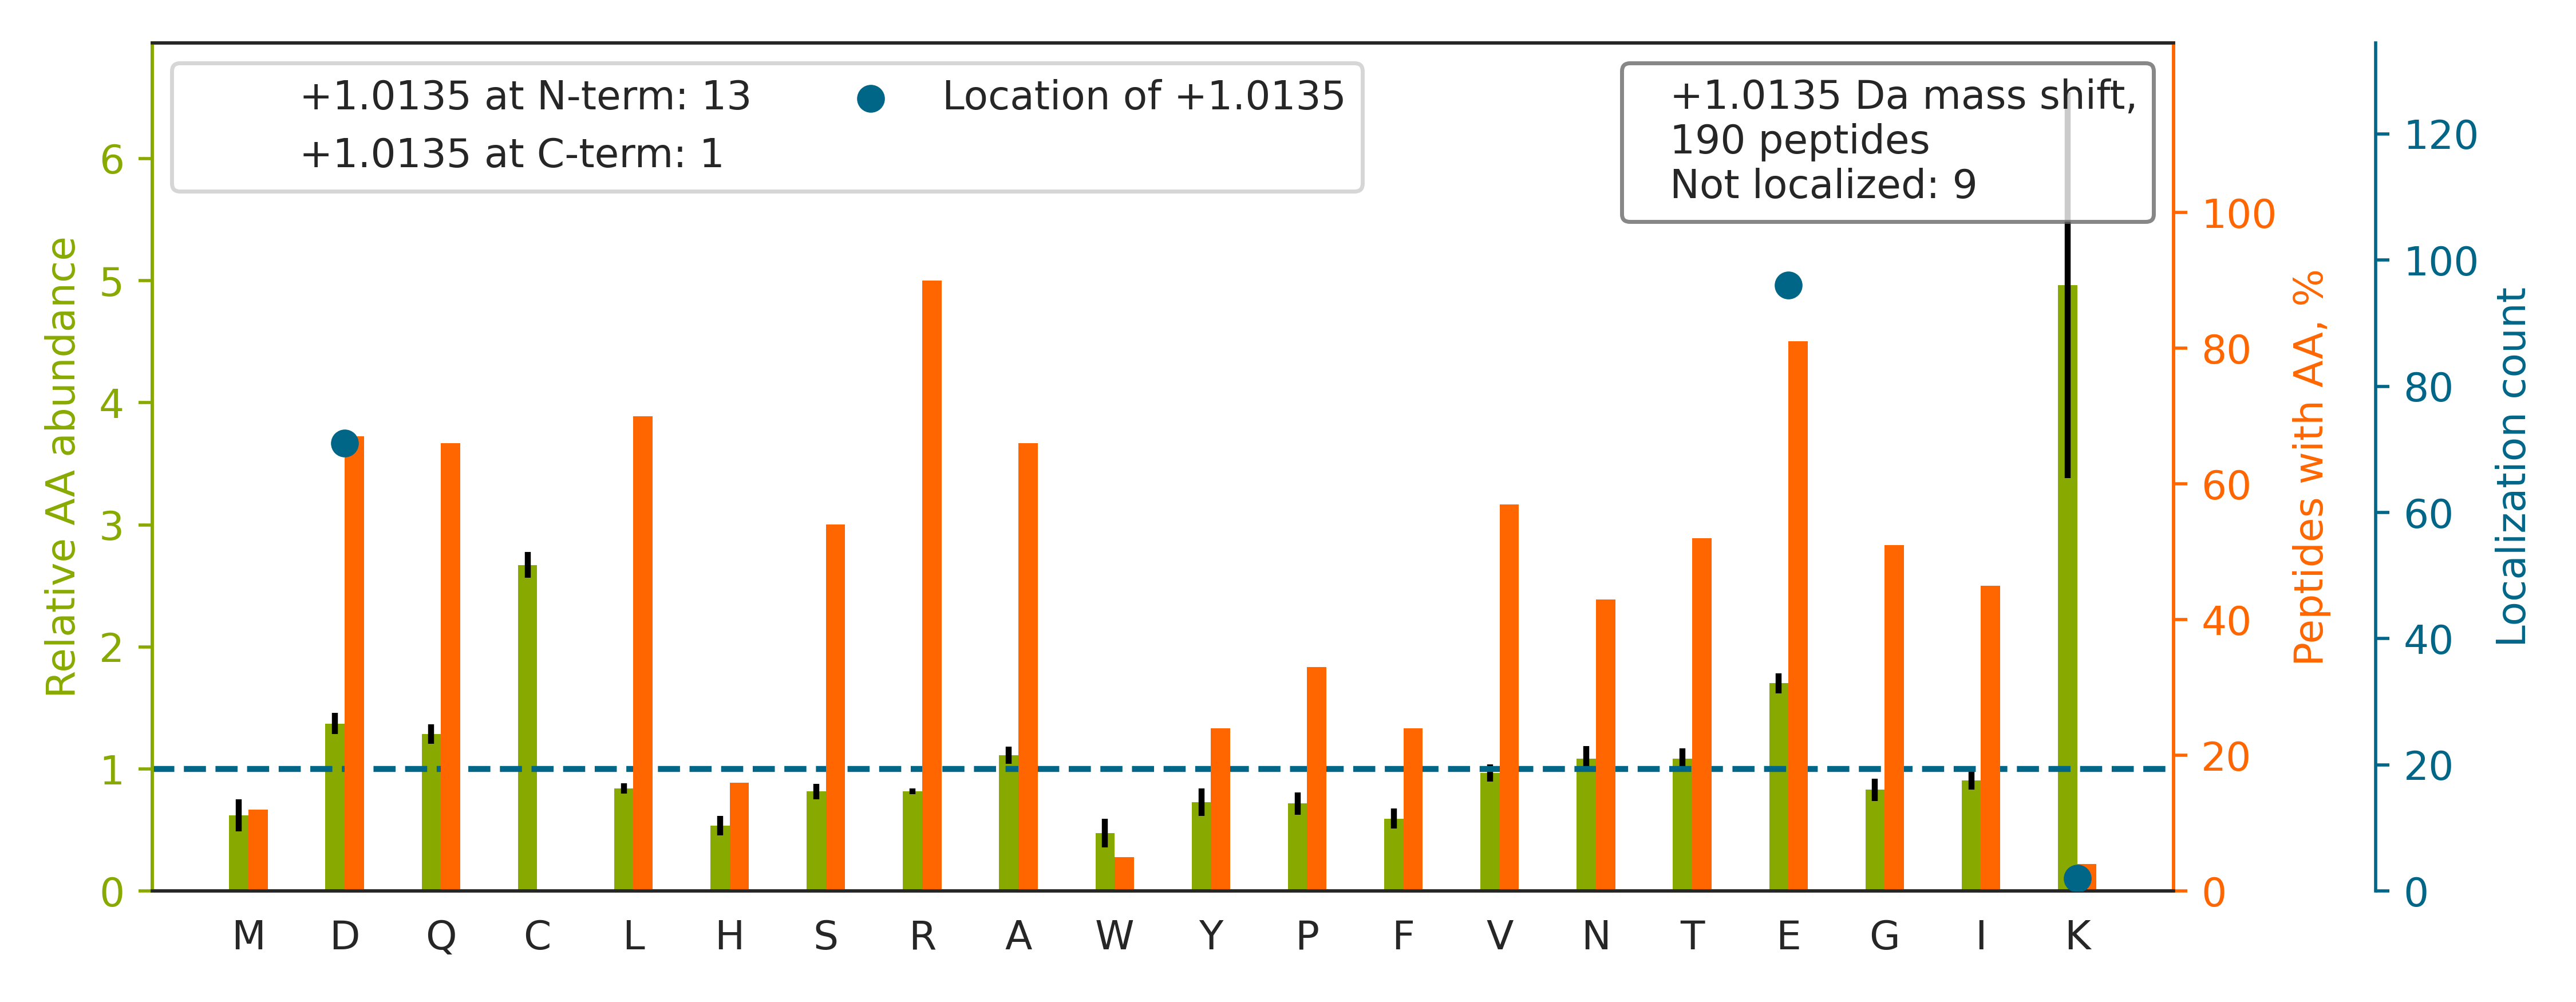 +1.0135 at N-term: 13
+1.0135 at C-term: 1
Location of +1.0135
+1.0135 Da mass shift,
190 peptides
Not localized: 9
Relative AA abundance
6
5
4
3
2
1
0
M D Q C L H S R A W Y P F V N T E G I K
100
80
60
40
20
0
Peptides with AA, %
120
100
80
60
40
20
0
Localization count